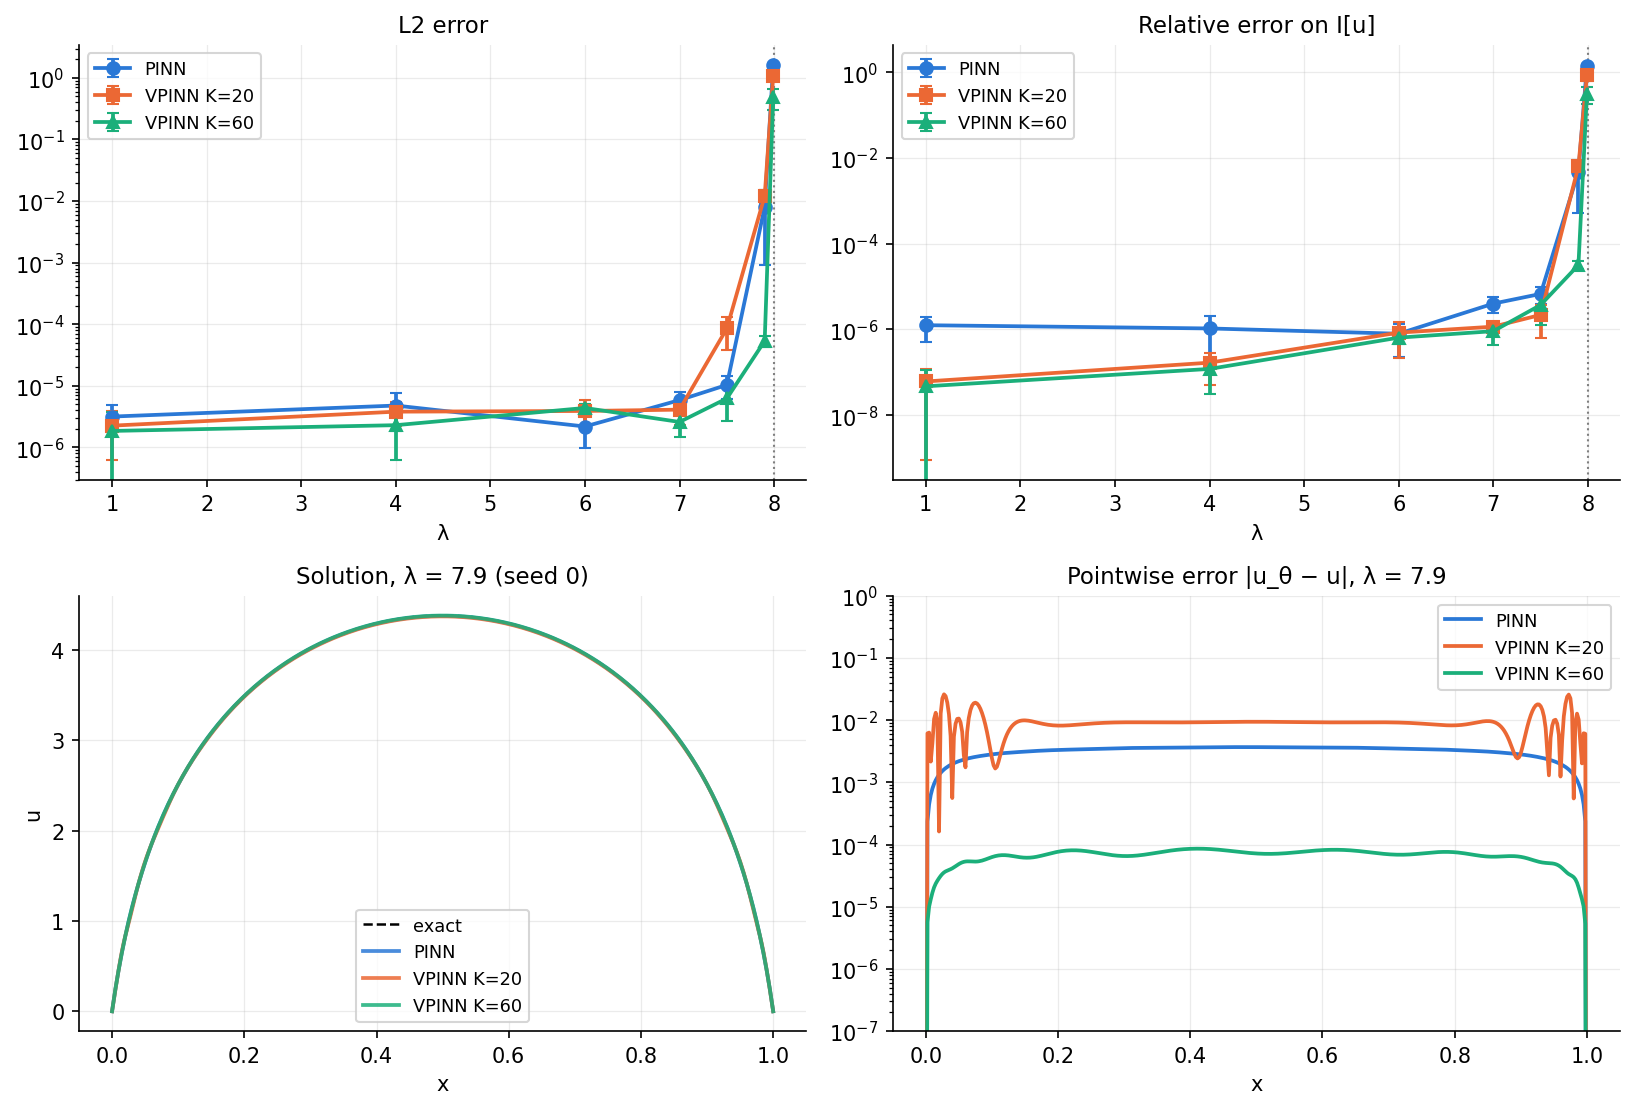 L2 error
PINN
VPINN K=20
VPINN K=60
10⁰
10⁻¹
10⁻²
10⁻³
10⁻⁴
10⁻⁵
10⁻⁶
1 2 3 4 5 6 7 8
λ
Relative error on I[u]
PINN
VPINN K=20
VPINN K=60
10⁰
10⁻²
10⁻⁴
10⁻⁶
10⁻⁸
1 2 3 4 5 6 7 8
λ
Solution, λ = 7.9 (seed 0)
u
4
3
2
1
0
exact
PINN
VPINN K=20
VPINN K=60
0.0 0.2 0.4 0.6 0.8 1.0
x
Pointwise error |u_θ − u|, λ = 7.9
PINN
VPINN K=20
VPINN K=60
10⁰
10⁻¹
10⁻²
10⁻³
10⁻⁴
10⁻⁵
10⁻⁶
10⁻⁷
0.0 0.2 0.4 0.6 0.8 1.0
x